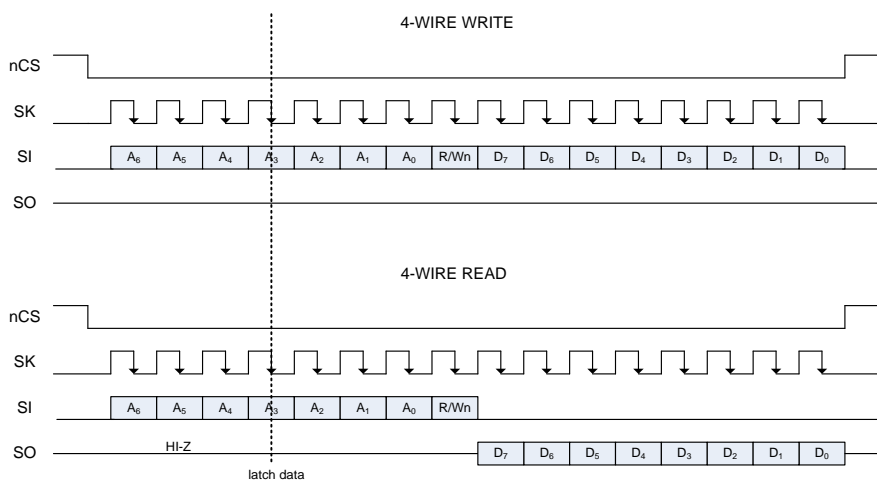 4-WIRE WRITE
nCS
SK
SI A₆ A₅ A₄ A₃ A₂ A₁ A₀ R/Wn D₇ D₆ D₅ D₄ D₃ D₂ D₁ D₀
SO
4-WIRE READ
nCS
SK
SI A₆ A₅ A₄ A₃ A₂ A₁ A₀ R/Wn
SO HI-Z D₇ D₆ D₅ D₄ D₃ D₂ D₁ D₀
latch data